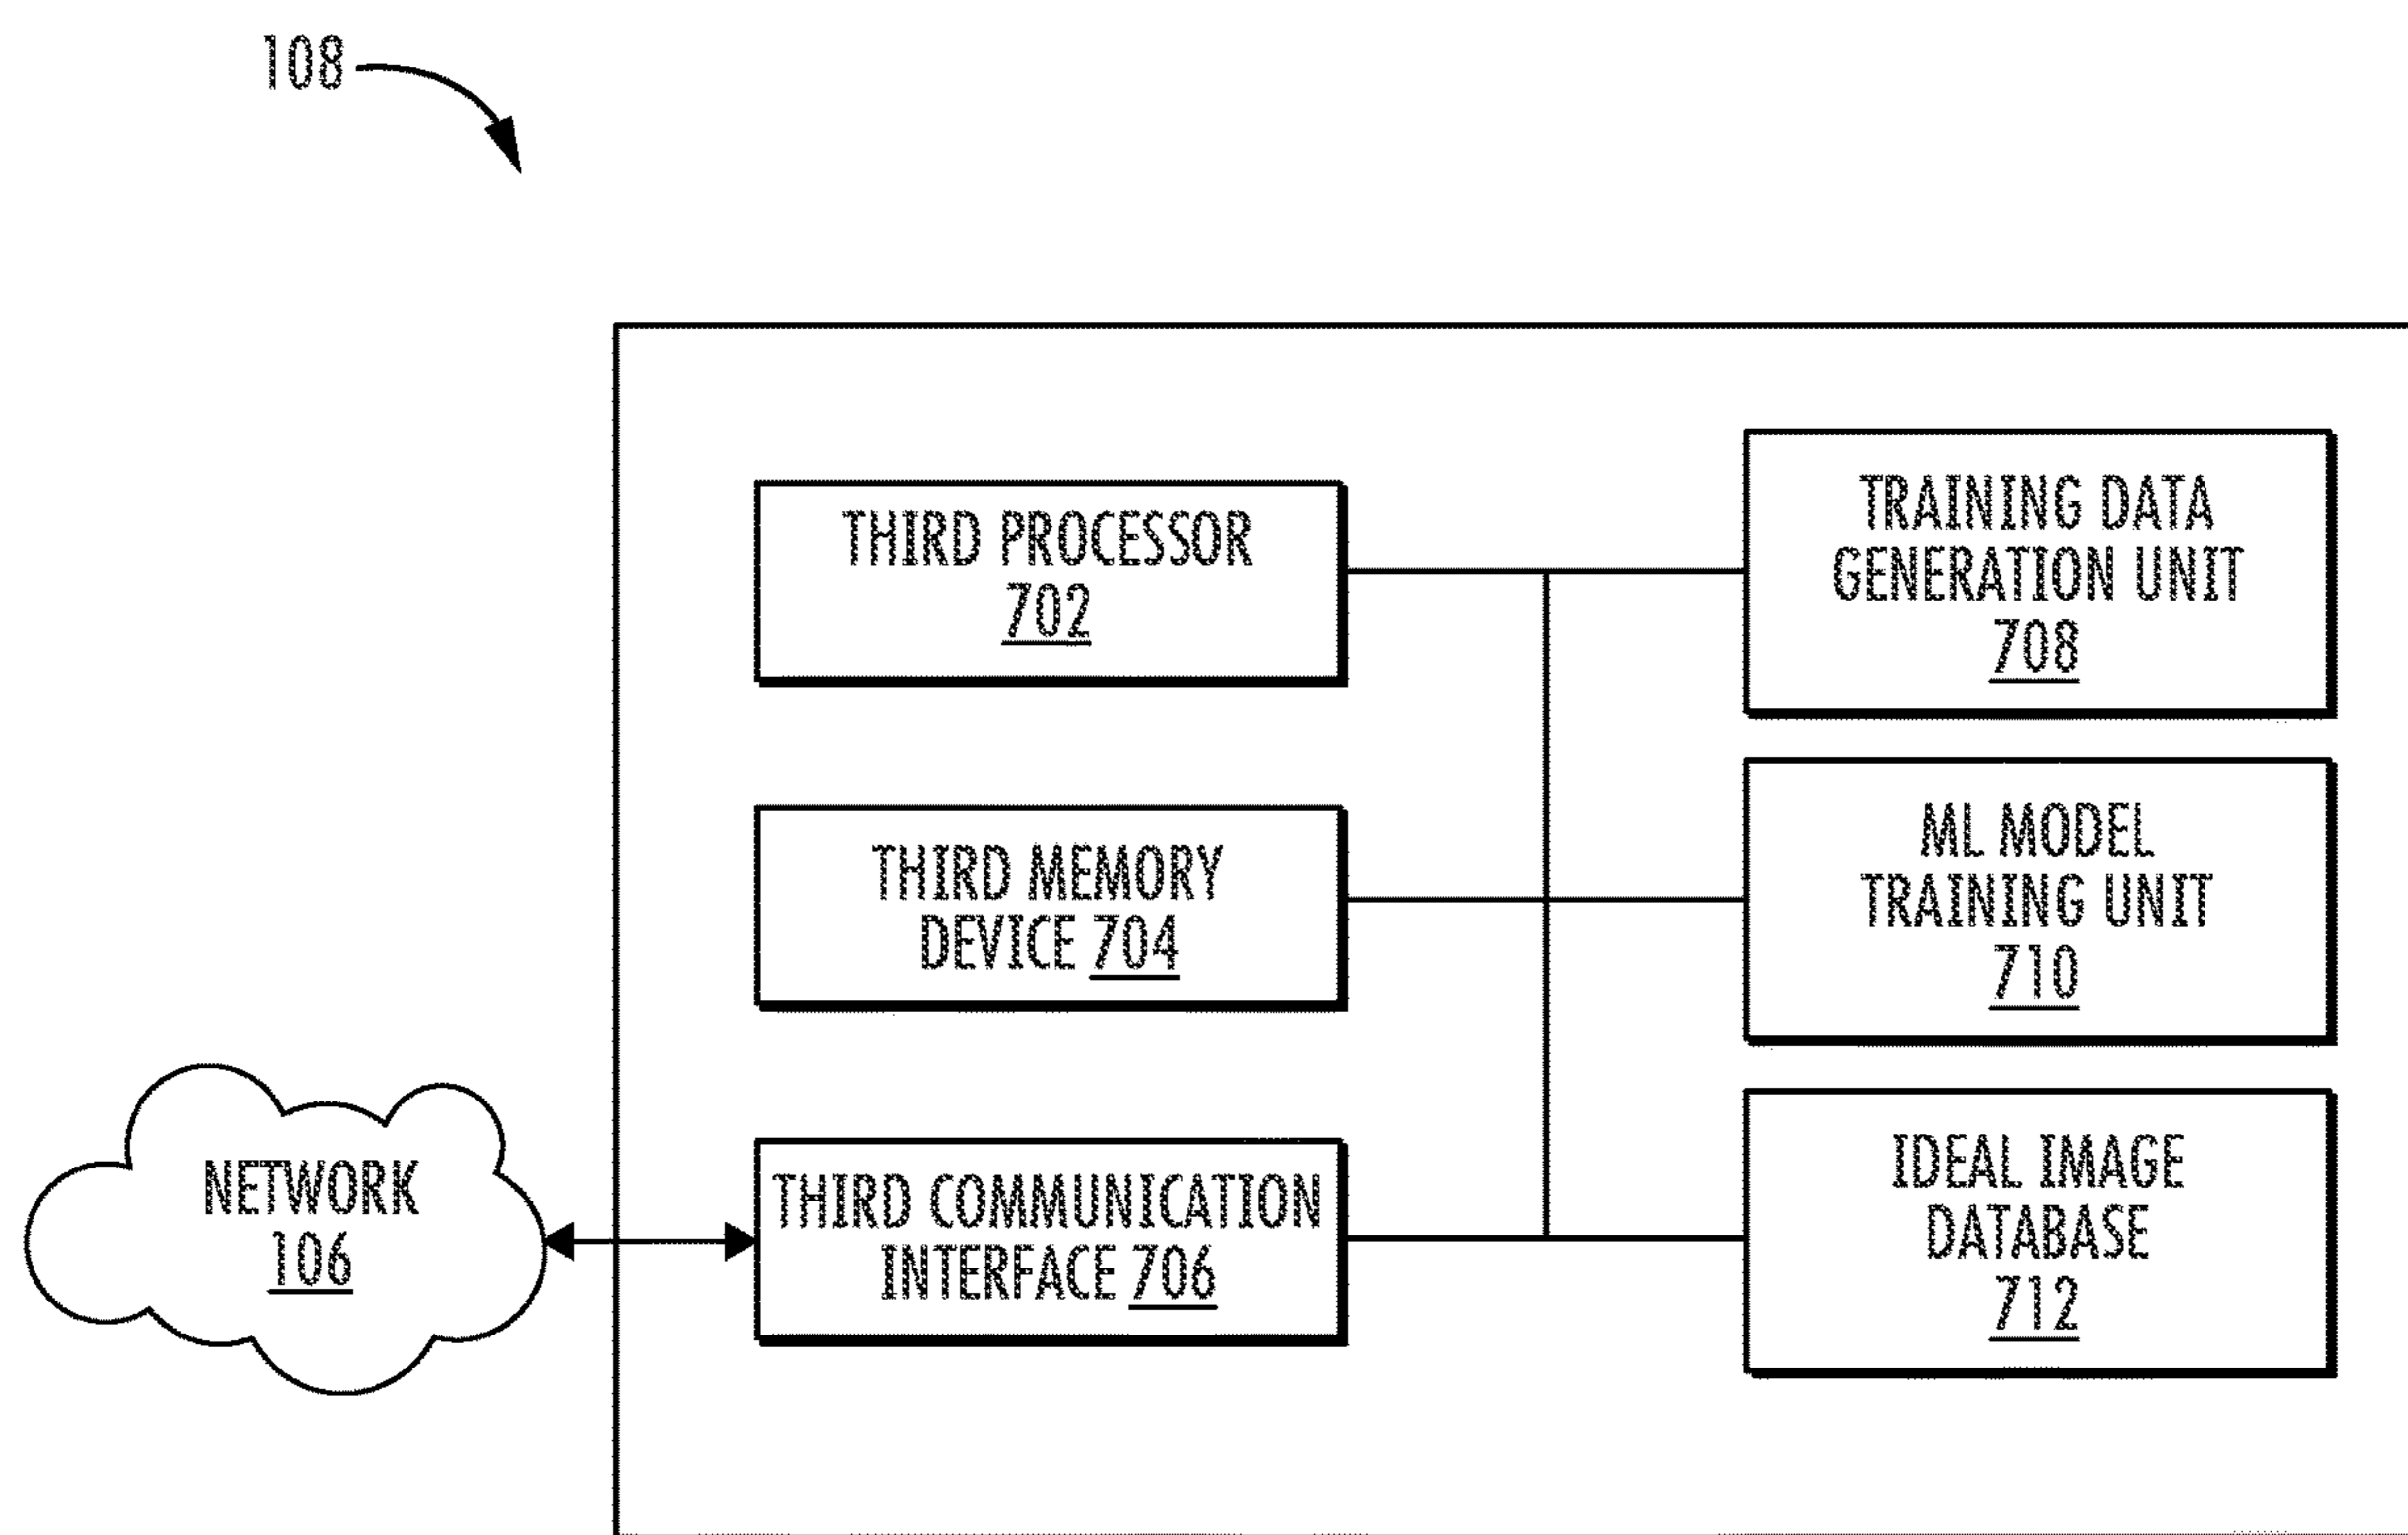 108
THIRD PROCESSOR
702
TRAINING DATA
GENERATION UNIT
708
THIRD MEMORY
DEVICE 704
ML MODEL
TRAINING UNIT
710
NETWORK
106
THIRD COMMUNICATION
INTERFACE 706
IDEAL IMAGE
DATABASE
712